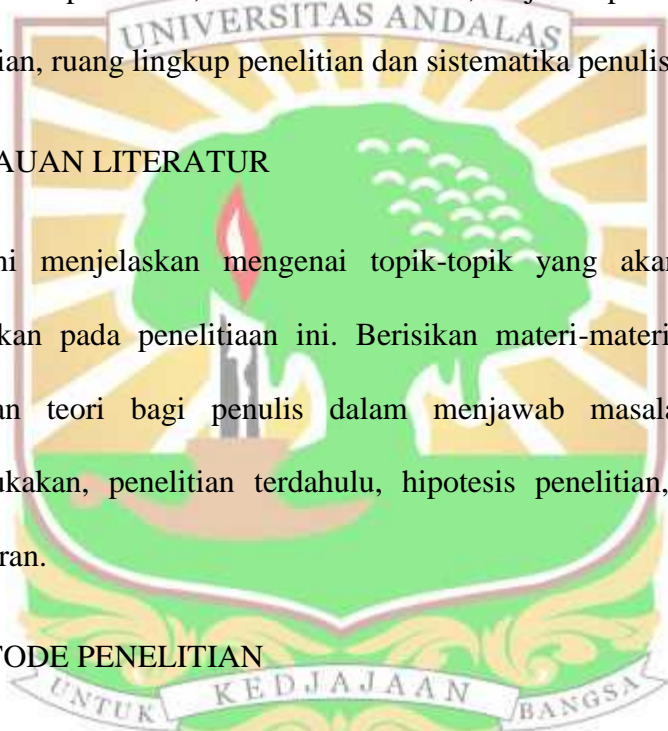 UNIVERSITAS ANDALAS
ian, ruang lingkup penelitian dan sistematika penulis
AUAN LITERATUR
ni menjelaskan mengenai topik-topik yang akan
kan pada penelitiaan ini. Berisikan materi-materi
an teori bagi penulis dalam menjawab masala
ukakan, penelitian terdahulu, hipotesis penelitian,
ran.
TODE PENELITIAN
UNTUK KEDJAJAAN BANGSA